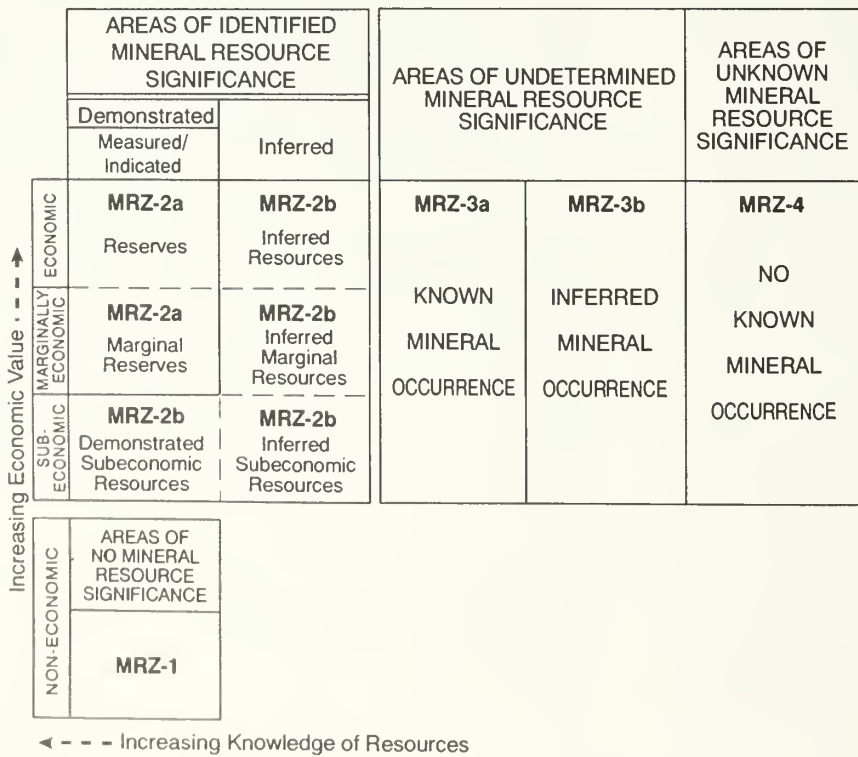 AREAS OF IDENTIFIED
MINERAL RESOURCE
SIGNIFICANCE
Demonstrated
Measured/
Indicated
Inferred
AREAS OF UNDETERMINED
MINERAL RESOURCE
SIGNIFICANCE
AREAS OF
UNKNOWN
MINERAL
RESOURCE
SIGNIFICANCE
Increasing Economic Value
ECONOMIC
MRZ-2a
Reserves
MRZ-2b
Inferred
Resources
MARGINALLY
ECONOMIC
MRZ-2a
Marginal
Reserves
MRZ-2b
Inferred
Marginal
Resources
SUB-
ECONOMIC
MRZ-2b
Demonstrated
Subeconomic
Resources
MRZ-2b
Inferred
Subeconomic
Resources
MRZ-3a
KNOWN
MINERAL
OCCURRENCE
MRZ-3b
INFERRED
MINERAL
OCCURRENCE
MRZ-4
NO
KNOWN
MINERAL
OCCURRENCE
NON-ECONOMIC
AREAS OF
NO MINERAL
RESOURCE
SIGNIFICANCE
MRZ-1
Increasing Knowledge of Resources